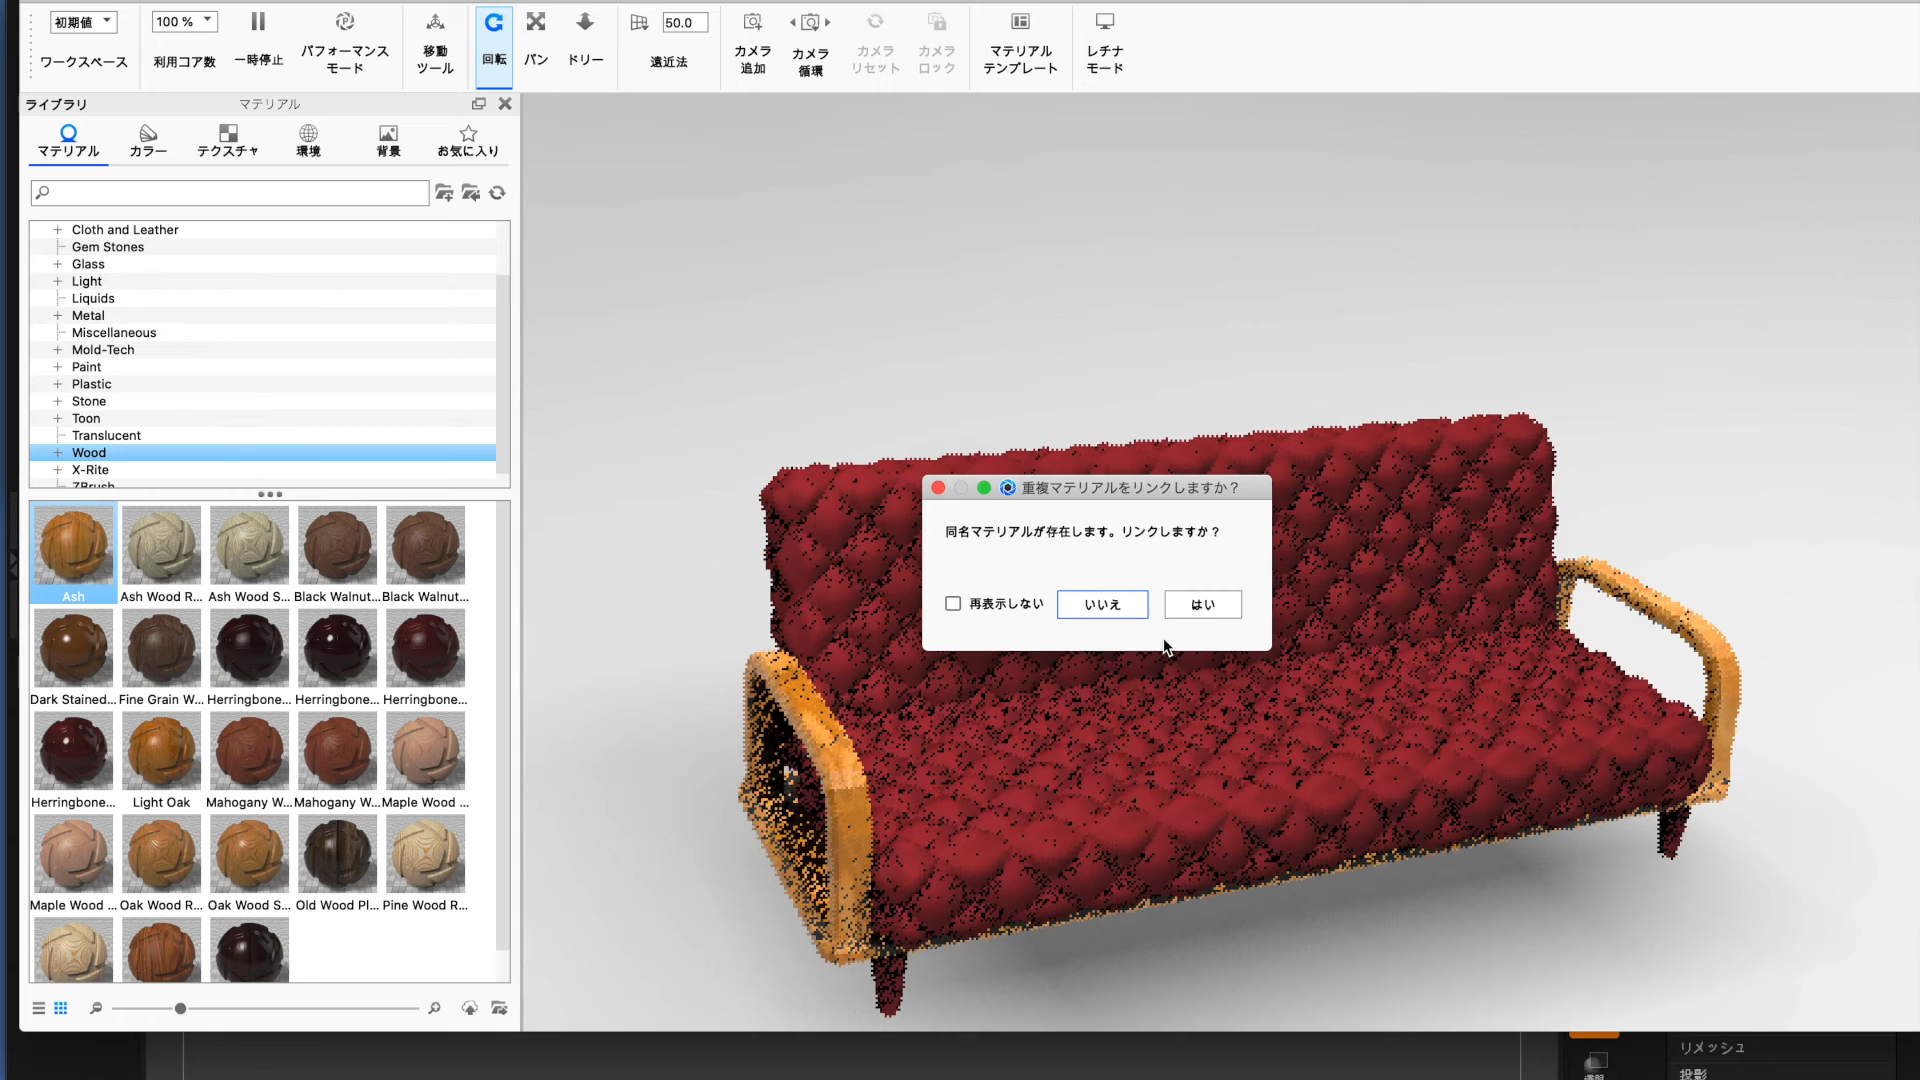 初期値
ワークスペース
100 %
利用コア数
一時停止
パフォーマンス
モード
移動
ツール
回転
パン
ドリー
50.0
遠近法
カメラ
追加
カメラ
循環
カメラ
リセット
カメラ
ロック
マテリアル
テンプレート
レチナ
モード
ライブラリ
マテリアル
マテリアル
カラー
テクスチャ
環境
背景
お気に入り
Cloth and Leather
Gem Stones
Glass
Light
Liquids
Metal
Miscellaneous
Mold-Tech
Paint
Plastic
Stone
Toon
Translucent
Wood
X-Rite
ZBrush
Ash
Ash Wood R...
Ash Wood S...
Black Walnut...
Black Walnut...
Dark Stained...
Fine Grain W...
Herringbone...
Herringbone...
Herringbone...
Herringbone...
Light Oak
Mahogany W...
Mahogany W...
Maple Wood ...
Maple Wood ...
Oak Wood R...
Oak Wood S...
Old Wood Pl...
Pine Wood R...
重複マテリアルをリンクしますか？
同名マテリアルが存在します。リンクしますか？
再表示しない
いいえ
はい
リメッシュ
投影